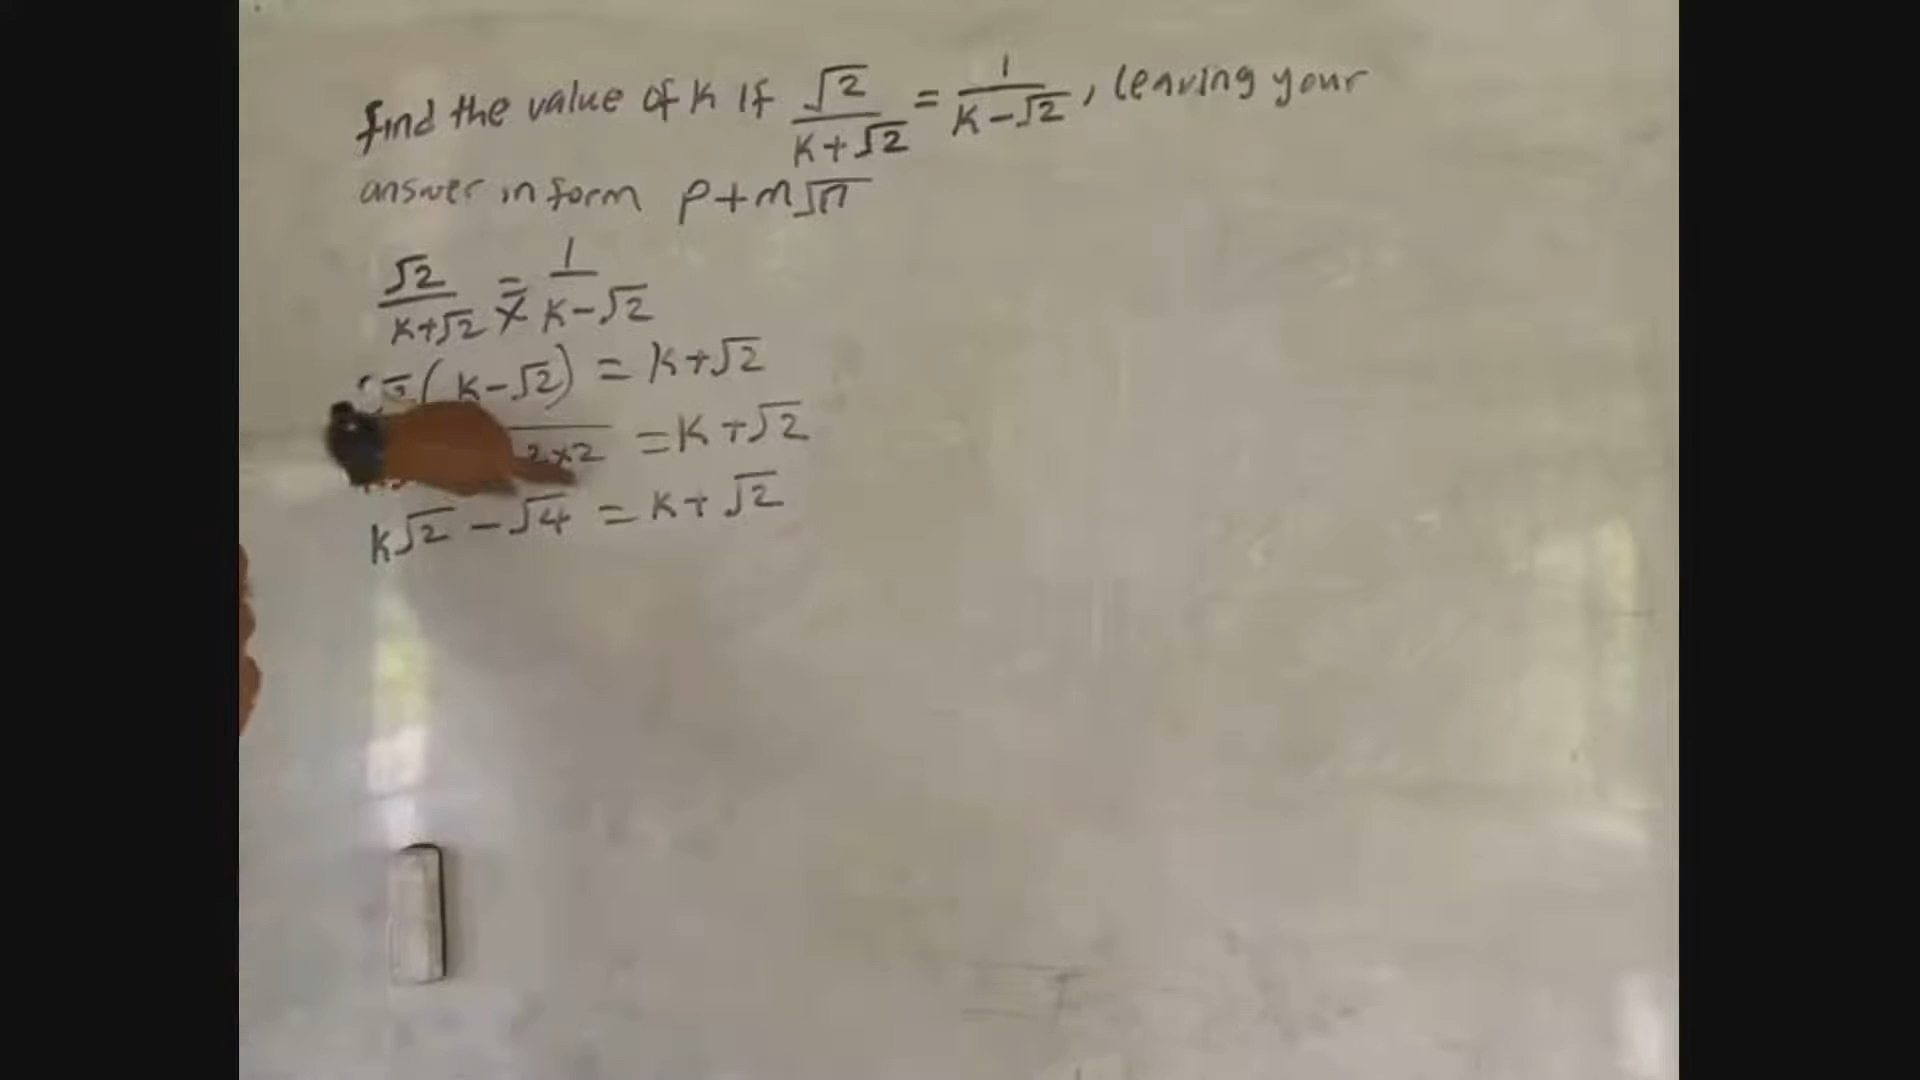 find the value of K If √2/(K+√2) = 1/(K-√2), leaving your
answer in form P+m√n
√2/(K+√2) = 1/(K-√2)
(K-√2) = K+√2
2×2 = K+√2
K√2 - √4 = K+√2